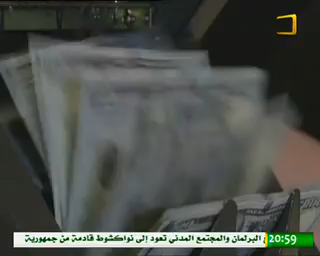 ع البرلمان والمجتمع المدني تعود إلى نواكشوط قادمة من جمهورية
20:59